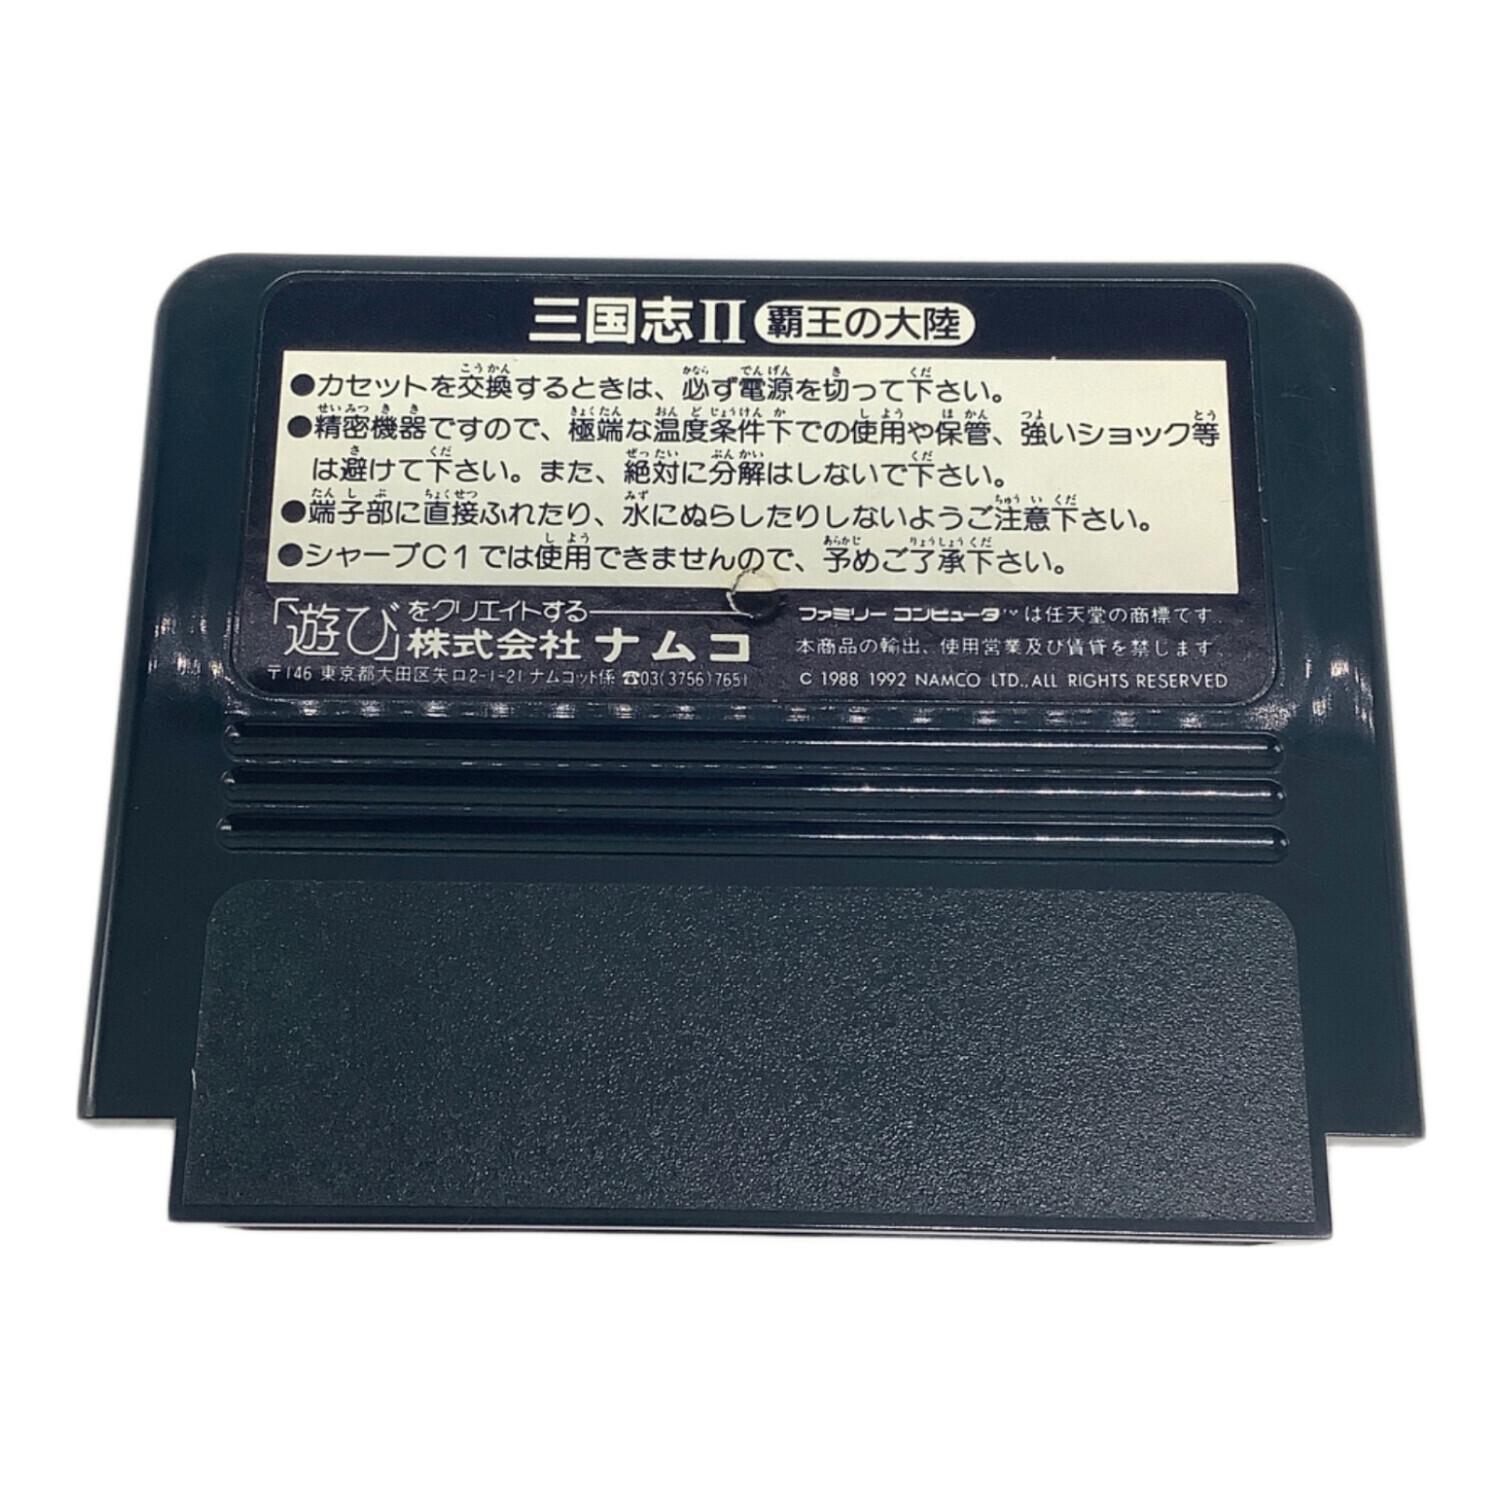 三国志II 覇王の大陸
●カセットを交換するときは、必ず電源を切って下さい。
●精密機器ですので、極端な温度条件下での使用や保管、強いショック等
は避けて下さい。また、絶対に分解はしないで下さい。
●端子部に直接ふれたり、水にぬらしたりしないようご注意下さい。
●シャープC1では使用できませんので、予めご了承下さい。
「遊び」をクリエイトする
株式会社 ナムコ
〒146 東京都大田区矢口2-1-21 ナムコット係 ☎03(3756)7651
ファミリーコンピュータ™は任天堂の商標です。
本商品の輸出、使用営業及び賃貸を禁じます。
C 1988 1992 NAMCO LTD., ALL RIGHTS RESERVED